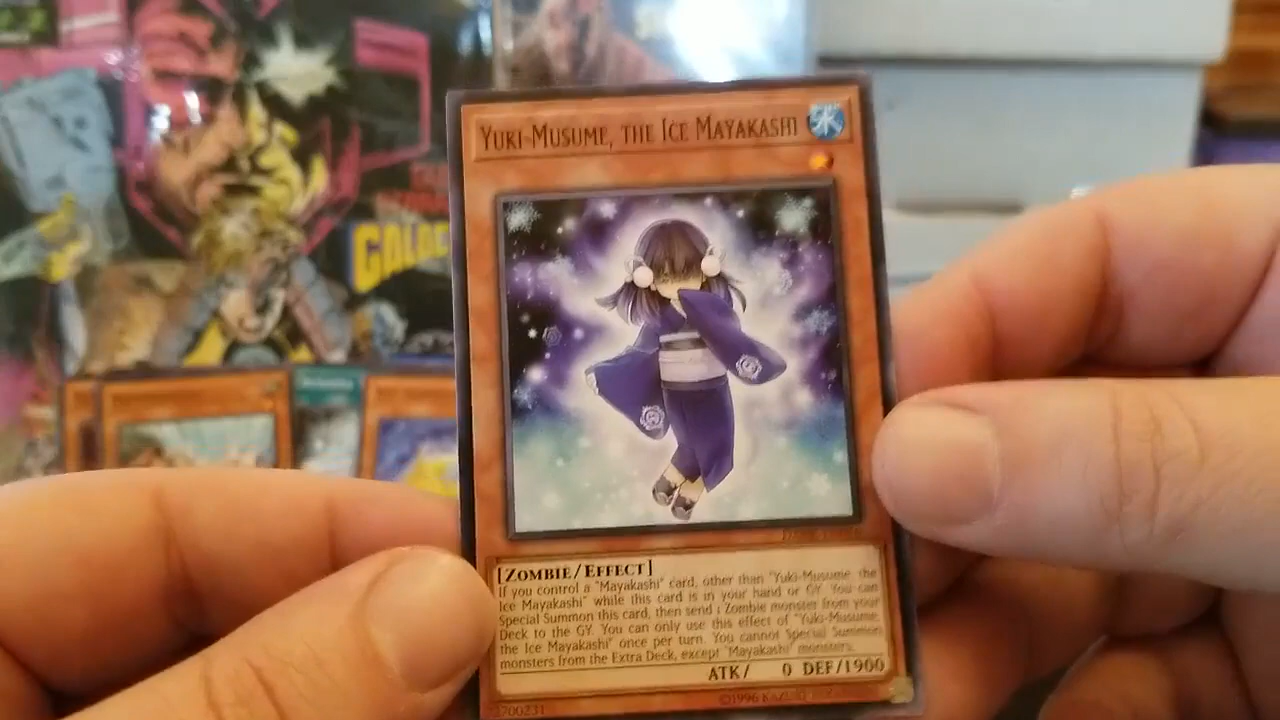 YUKI-MUSUME, THE ICE MAYAKASHI
水
GALAC
[ZOMBIE/EFFECT]
If you control a "Mayakashi" card, other than "Yuki-Musume, the
Ice Mayakashi" while this card is in your hand or GY: You can
Special Summon this card, then send 1 Zombie monster from your
Deck to the GY. You can only use this effect of "Yuki-Musume,
the Ice Mayakashi" once per turn. You cannot Special Summon
monsters from the Extra Deck, except "Mayakashi" monsters.
ATK/ 0 DEF/1900
©1996